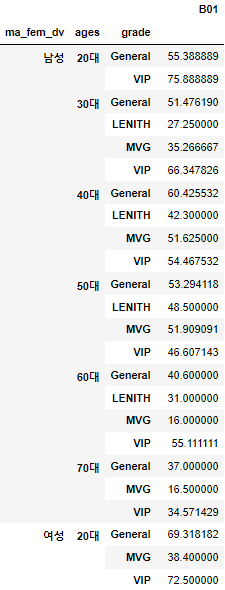 B01
ma_fem_dv ages grade
남성 20대 General 55.388889
VIP 75.888889
30대 General 51.476190
LENITH 27.250000
MVG 35.266667
VIP 66.347826
40대 General 60.425532
LENITH 42.300000
MVG 51.625000
VIP 54.467532
50대 General 53.294118
LENITH 48.500000
MVG 51.909091
VIP 46.607143
60대 General 40.600000
LENITH 31.000000
MVG 16.000000
VIP 55.111111
70대 General 37.000000
MVG 16.500000
VIP 34.571429
여성 20대 General 69.318182
MVG 38.400000
VIP 72.500000